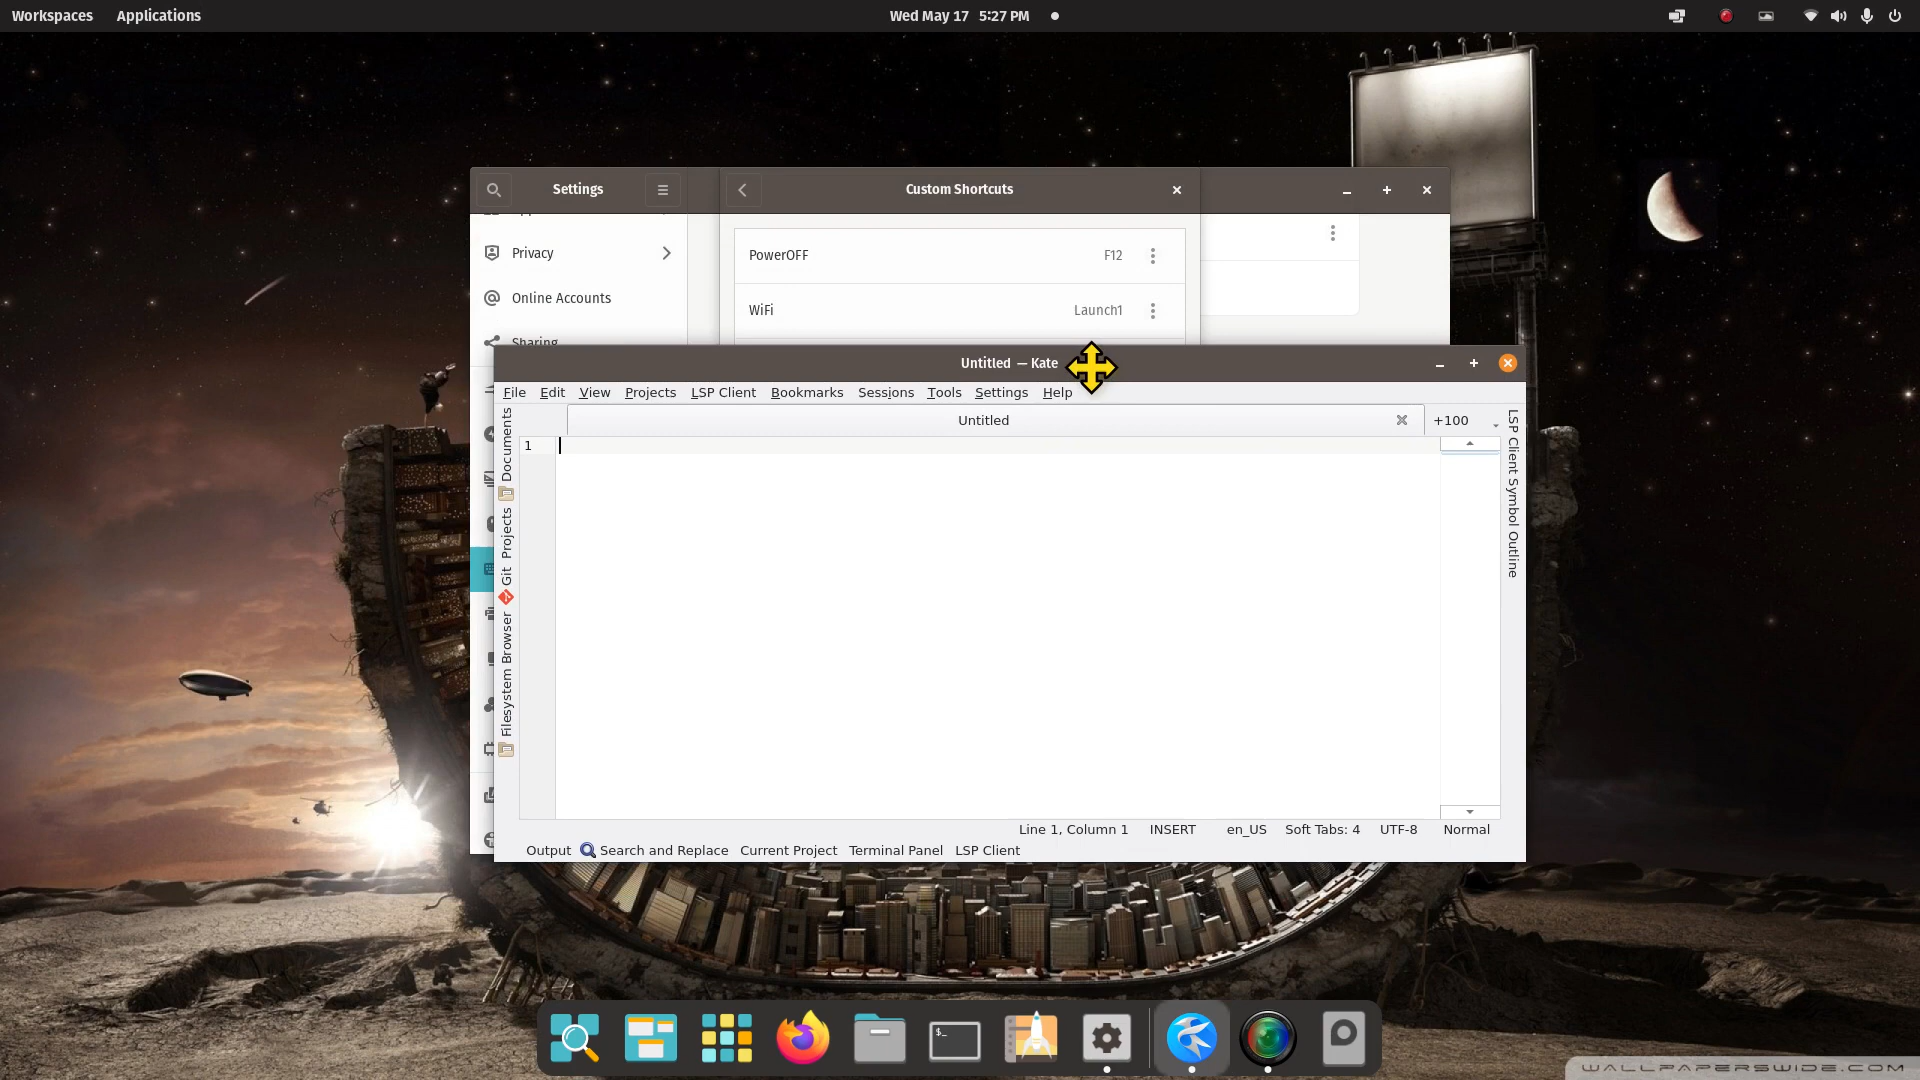 Workspaces Applications Wed May 17 5:27 PM
Settings Custom Shortcuts
PowerOFF F12
Privacy
Online Accounts
WiFi Launch1
Sharing
Untitled — Kate
File Edit View Projects LSP Client Bookmarks Sessions Tools Settings Help
Untitled +100
1
Documents
Projects
Git
Filesystem Browser
LSP Client Symbol Outline
Line 1, Column 1 INSERT en_US Soft Tabs: 4 UTF-8 Normal
Output Search and Replace Current Project Terminal Panel LSP Client
$_
WALLPAPERSWIDE.COM